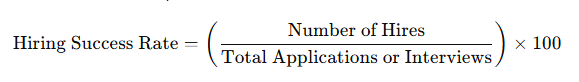 Hiring Success Rate = (Number of Hires / Total Applications or Interviews) × 100